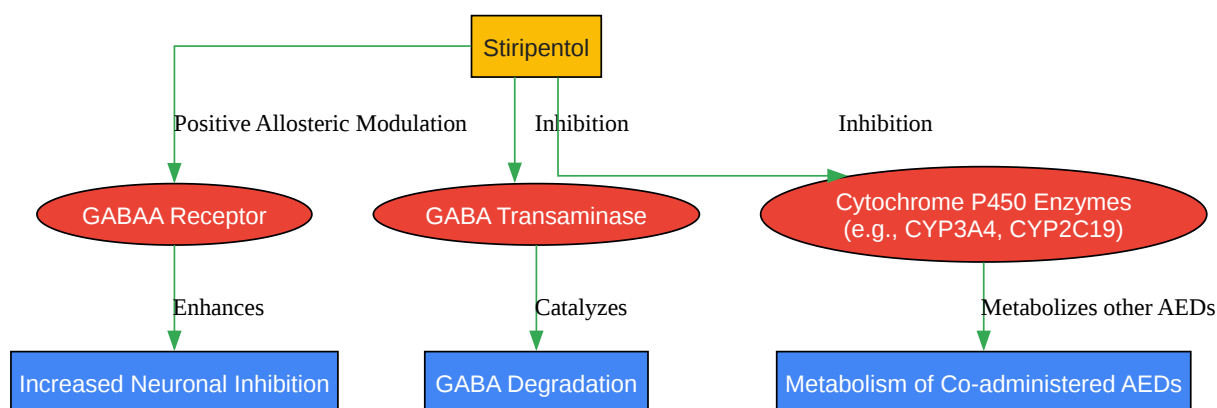 Stiripentol
Positive Allosteric Modulation
Inhibition
Inhibition
GABAA Receptor
GABA Transaminase
Cytochrome P450 Enzymes
(e.g., CYP3A4, CYP2C19)
Enhances
Catalyzes
Metabolizes other AEDs
Increased Neuronal Inhibition
GABA Degradation
Metabolism of Co-administered AEDs